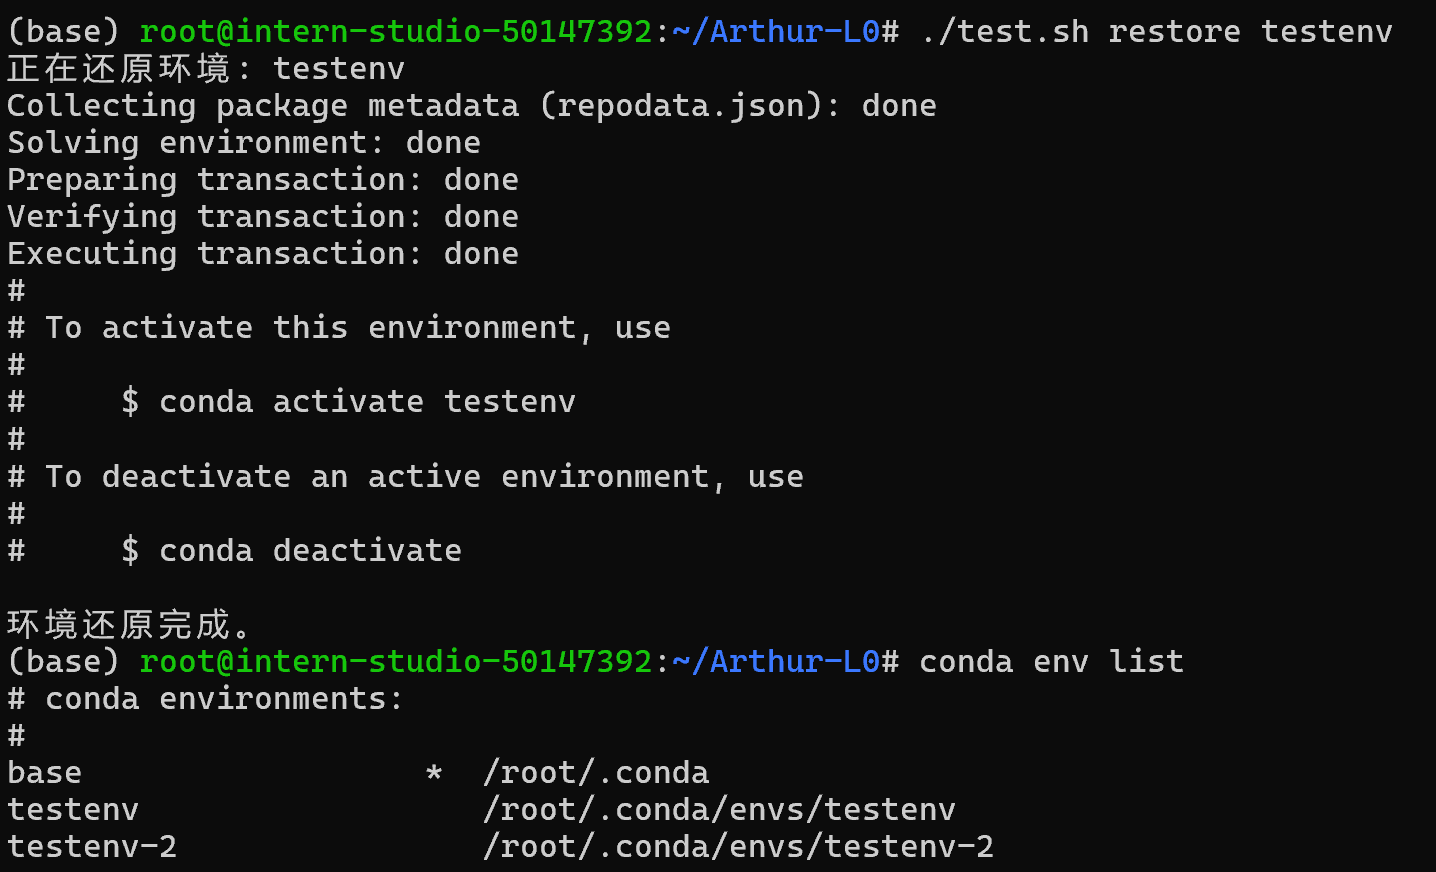 (base) root@intern-studio-50147392:~/Arthur-L0# ./test.sh restore testenv
正在还原环境: testenv
Collecting package metadata (repodata.json): done
Solving environment: done
Preparing transaction: done
Verifying transaction: done
Executing transaction: done
#
# To activate this environment, use
#
#     $ conda activate testenv
#
# To deactivate an active environment, use
#
#     $ conda deactivate

环境还原完成。
(base) root@intern-studio-50147392:~/Arthur-L0# conda env list
# conda environments:
#
base                  *  /root/.conda
testenv                  /root/.conda/envs/testenv
testenv-2                /root/.conda/envs/testenv-2